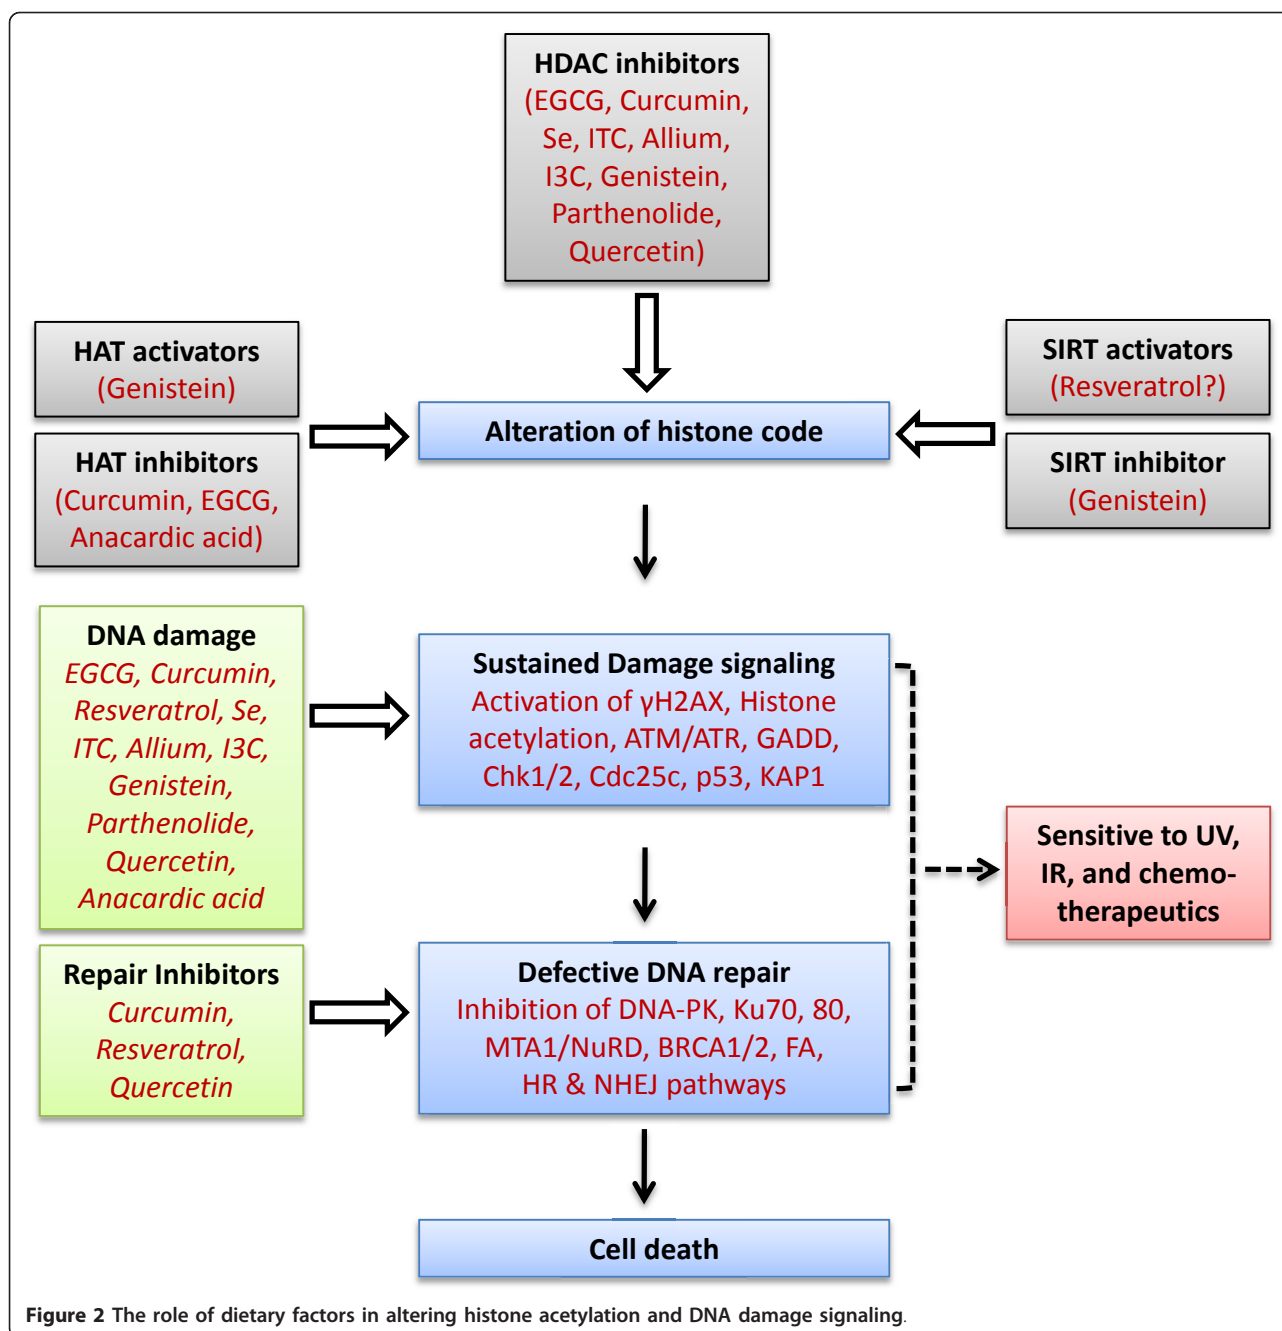 HDAC inhibitors
(EGCG, Curcumin,
Se, ITC, Allium,
I3C, Genistein,
Parthenolide,
Quercetin)
HAT activators
(Genistein)
HAT inhibitors
(Curcumin, EGCG,
Anacardic acid)
Alteration of histone code
SIRT activators
(Resveratrol?)
SIRT inhibitor
(Genistein)
DNA damage
EGCG, Curcumin,
Resveratrol, Se,
ITC, Allium, I3C,
Genistein,
Parthenolide,
Quercetin,
Anacardic acid
Sustained Damage signaling
Activation of γH2AX, Histone
acetylation, ATM/ATR, GADD,
Chk1/2, Cdc25c, p53, KAP1
Sensitive to UV,
IR, and chemo-
therapeutics
Repair Inhibitors
Curcumin,
Resveratrol,
Quercetin
Defective DNA repair
Inhibition of DNA-PK, Ku70, 80,
MTA1/NuRD, BRCA1/2, FA,
HR & NHEJ pathways
Cell death
Figure 2 The role of dietary factors in altering histone acetylation and DNA damage signaling.